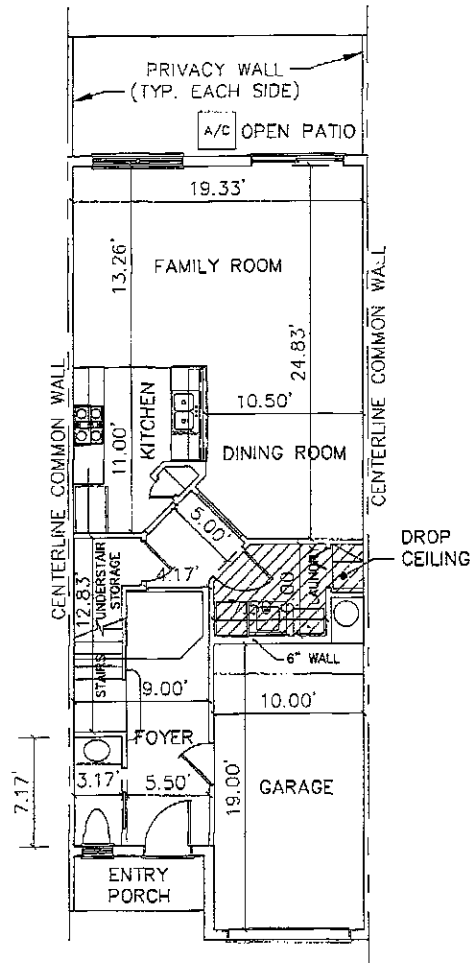 PRIVACY WALL
(TYP. EACH SIDE)
A/C OPEN PATIO
19.33'
FAMILY ROOM
13.26'
24.83'
CENTERLINE COMMON WALL
CENTERLINE COMMON WALL
KITCHEN
11.00'
10.50'
DINING ROOM
5.00'
DROP
CEILING
UNDERSTAIR
STORAGE
12.83'
4.17'
LAUNDRY
6" WALL
STAIRS
9.00'
10.00'
FOYER
7.17'
3.17'
5.50'
19.00'
GARAGE
ENTRY
PORCH